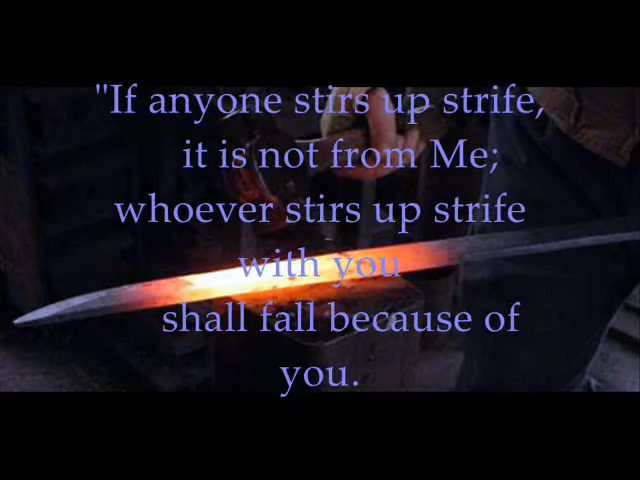 "If anyone stirs up strife,
it is not from Me;
whoever stirs up strife
with you
shall fall because of
you.